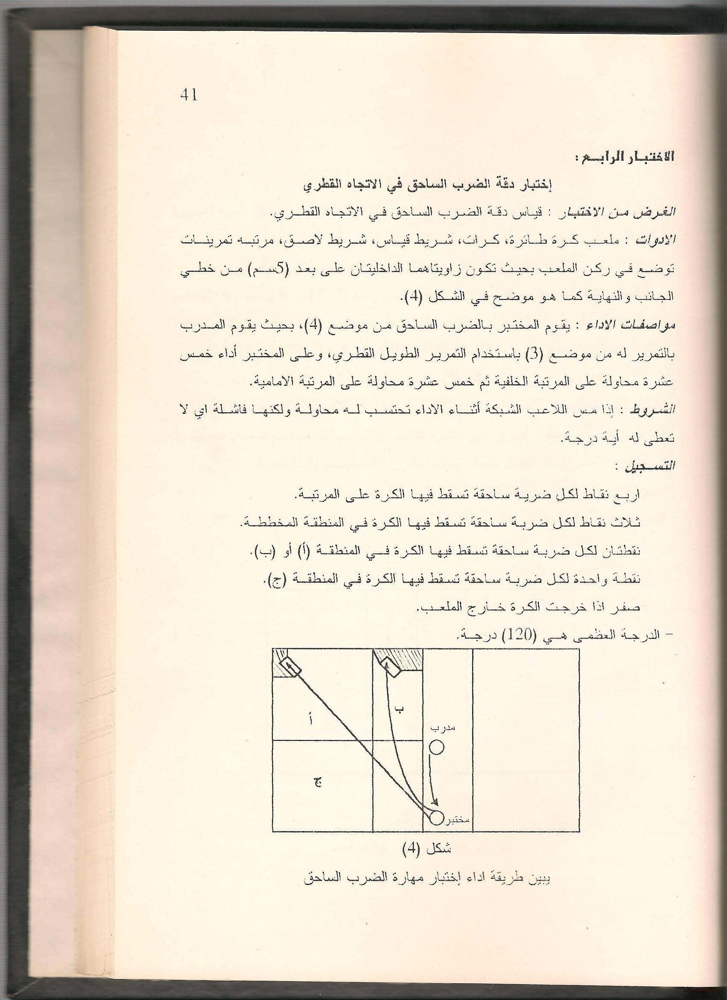 41
الاختبار الرابع :
إختبار دقة الضرب الساحق في الاتجاه القطري
الغرض من الاختبار : قياس دقة الضرب الساحق في الاتجاه القطري.
الادوات : ملعب كرة طائرة، كرات، شريط قياس، شريط لاصق، مرتبه تمرينات
توضع في ركن الملعب بحيث تكون زاويتاهما الداخليتان على بعد (5سم) من خطي
الجانب والنهاية كما هو موضح في الشكل (4).
مواصفات الاداء : يقوم المختبر بالضرب الساحق من موضع (4)، بحيث يقوم المدرب
بالتمرير له من موضع (3) باستخدام التمرير الطويل القطري، وعلى المختبر أداء خمس
عشرة محاولة على المرتبة الخلفية ثم خمس عشرة محاولة على المرتبة الامامية.
الشروط : إذا مس اللاعب الشبكة أثناء الاداء تحتسب له محاولة ولكنها فاشلة اي لا
تعطى له أية درجة.
التسجيل :
اربع نقاط لكل ضربة ساحقة تسقط فيها الكرة على المرتبة.
ثلاث نقاط لكل ضربة ساحقة تسقط فيها الكرة في المنطقة المخططة.
نقطتان لكل ضربة ساحقة تسقط فيها الكرة في المنطقة (أ) أو (ب).
نقطة واحدة لكل ضربة ساحقة تسقط فيها الكرة في المنطقة (ج).
صفر اذا خرجت الكرة خارج الملعب.
- الدرجة العظمى هي (120) درجة.
ب
أ
مدرب
ج
مختبر
شكل (4)
يبين طريقة اداء إختبار مهارة الضرب الساحق